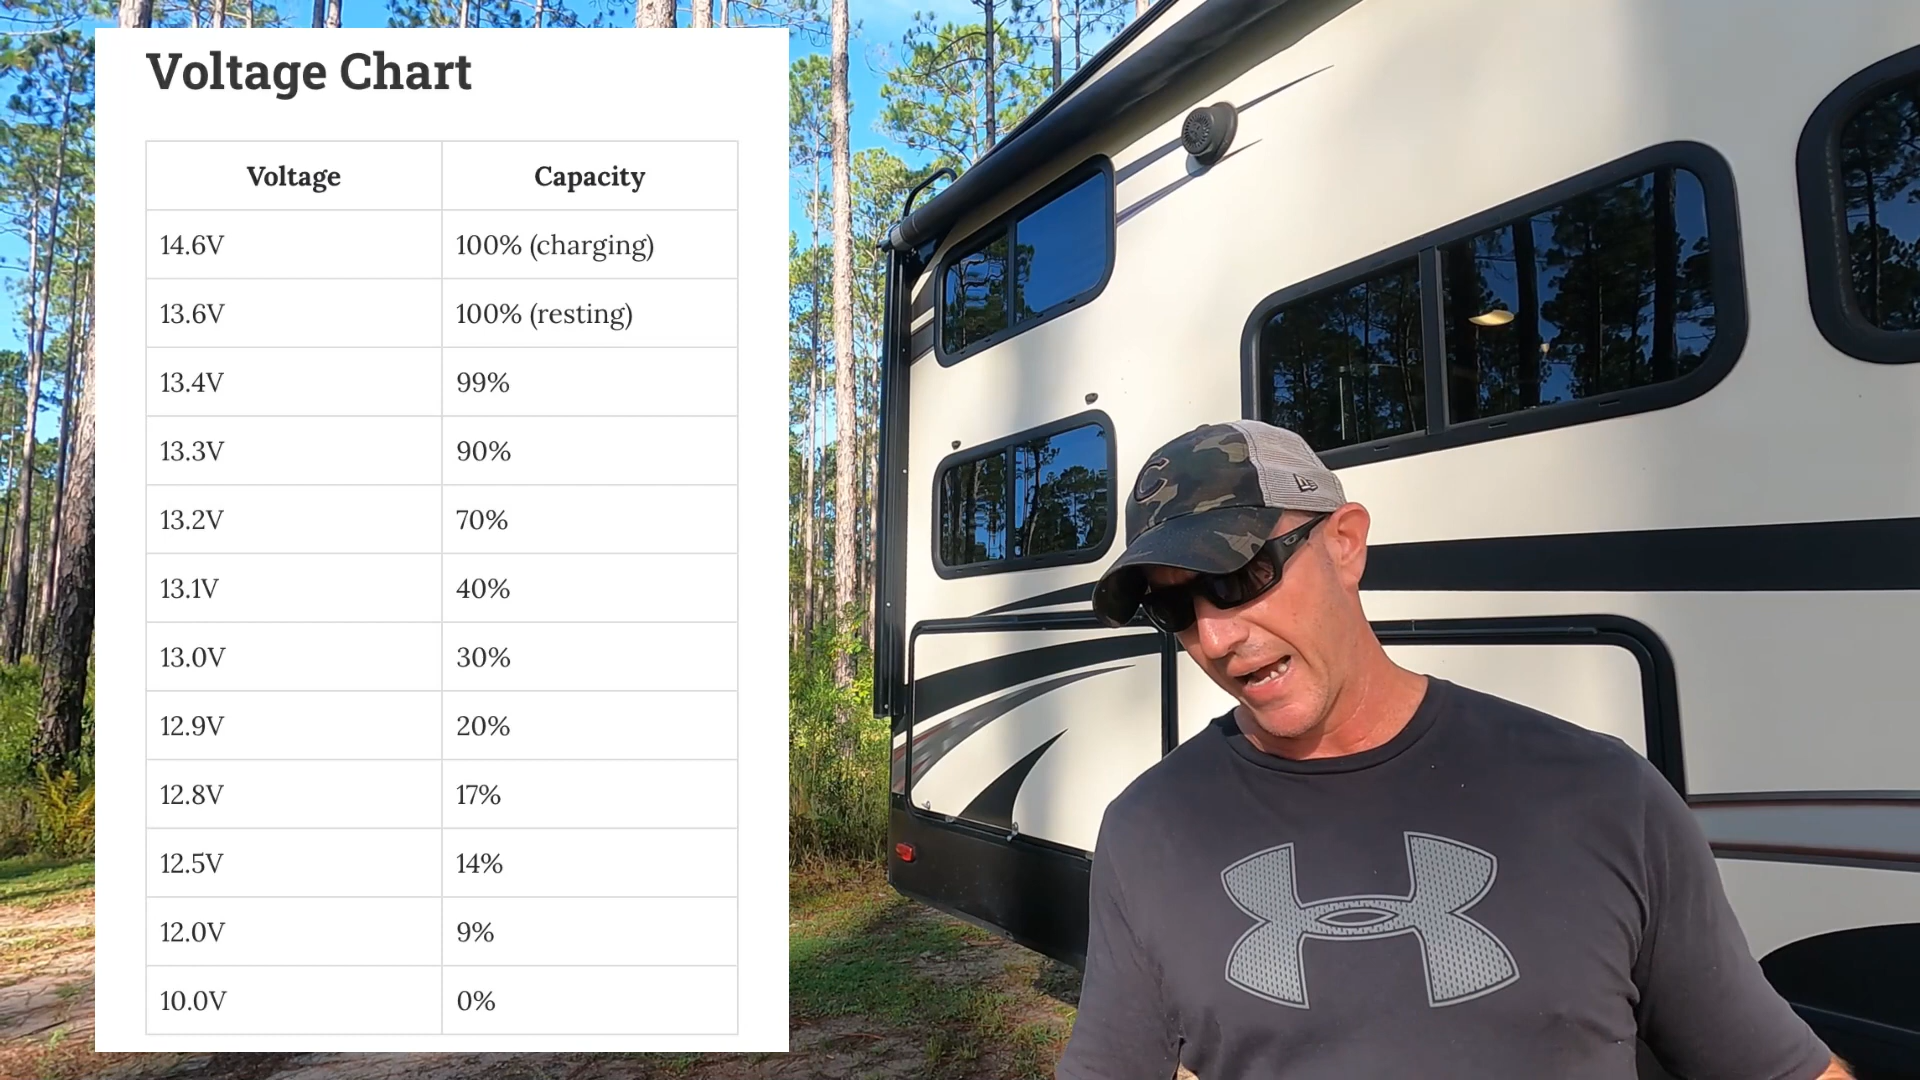 Voltage Chart
Voltage Capacity
14.6V 100% (charging)
13.6V 100% (resting)
13.4V 99%
13.3V 90%
13.2V 70%
13.1V 40%
13.0V 30%
12.9V 20%
12.8V 17%
12.5V 14%
12.0V 9%
10.0V 0%
C